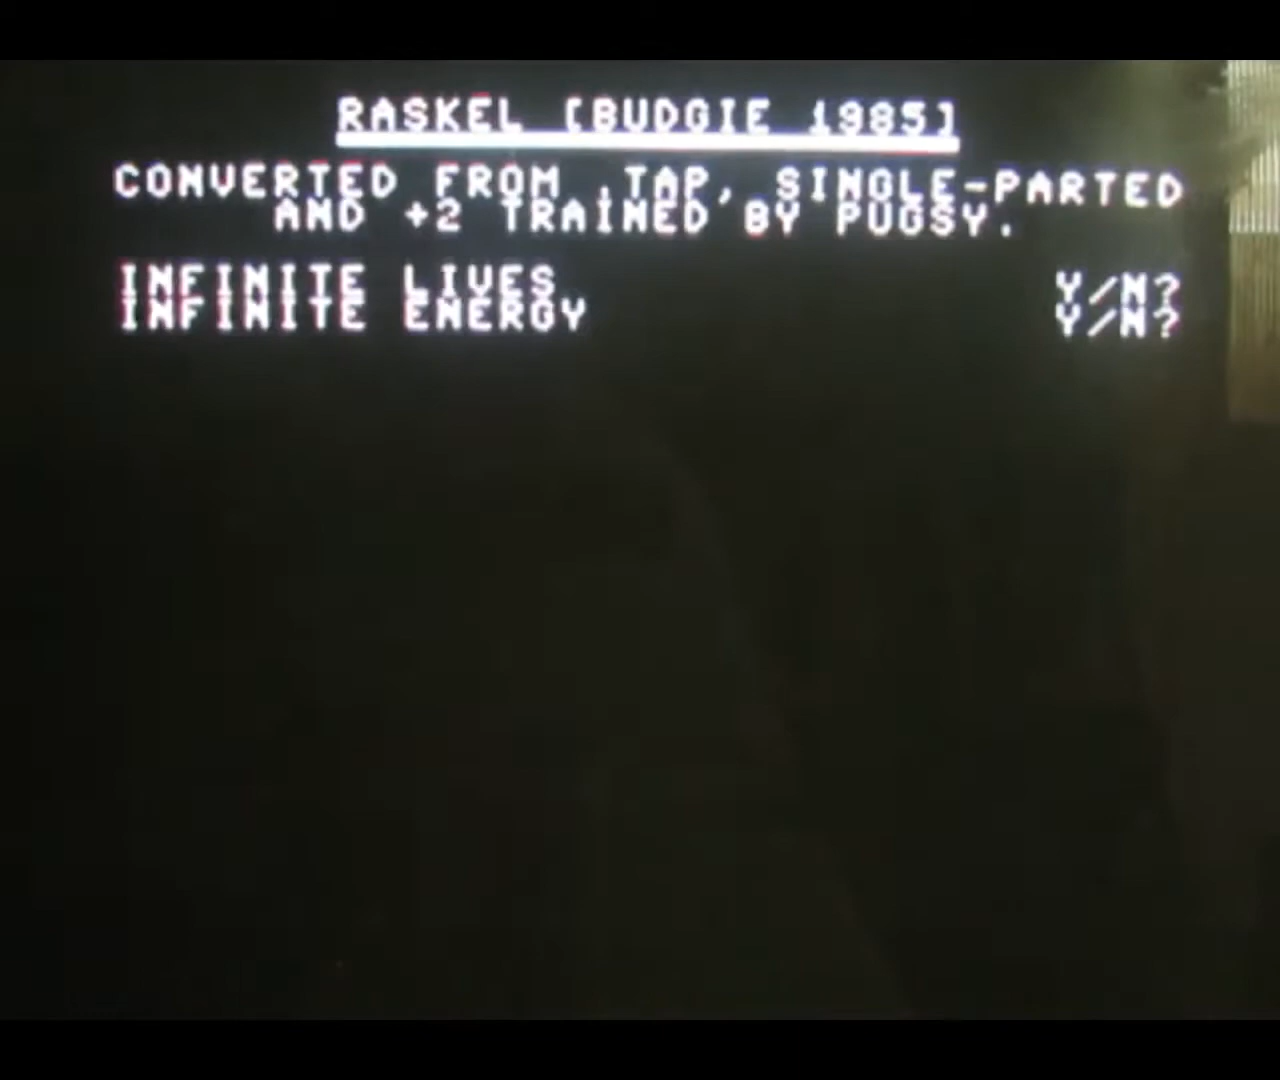 RASKEL [BUDGIE 1985]
CONVERTED FROM .TAP, SINGLE-PARTED
AND +2 TRAINED BY PUGSY.
INFINITE LIVES Y/N?
INFINITE ENERGY Y/N?